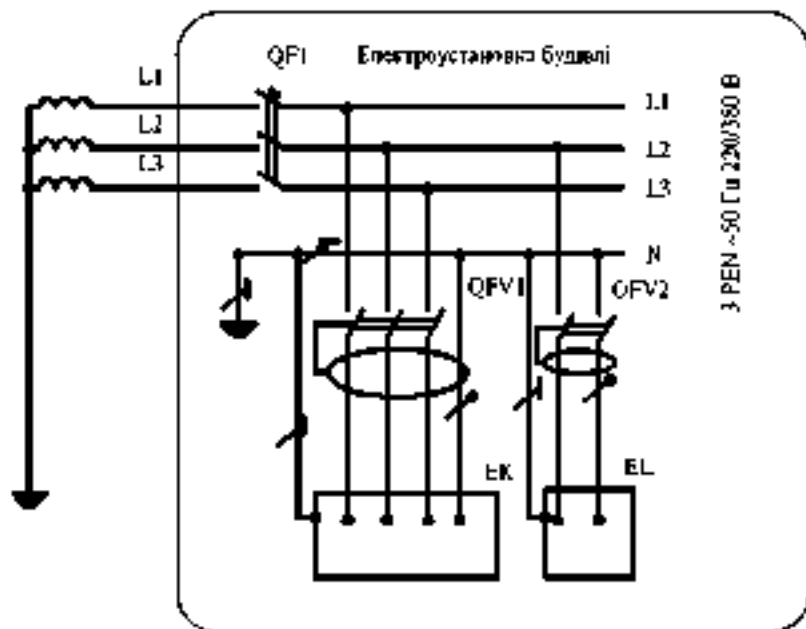 QF1 Електроустановка будівлі
L1 L1
L2 L2
L3 L3
N
QFV1 QFV2
EK EL
3 PEN ~50 Гц 220/380 В